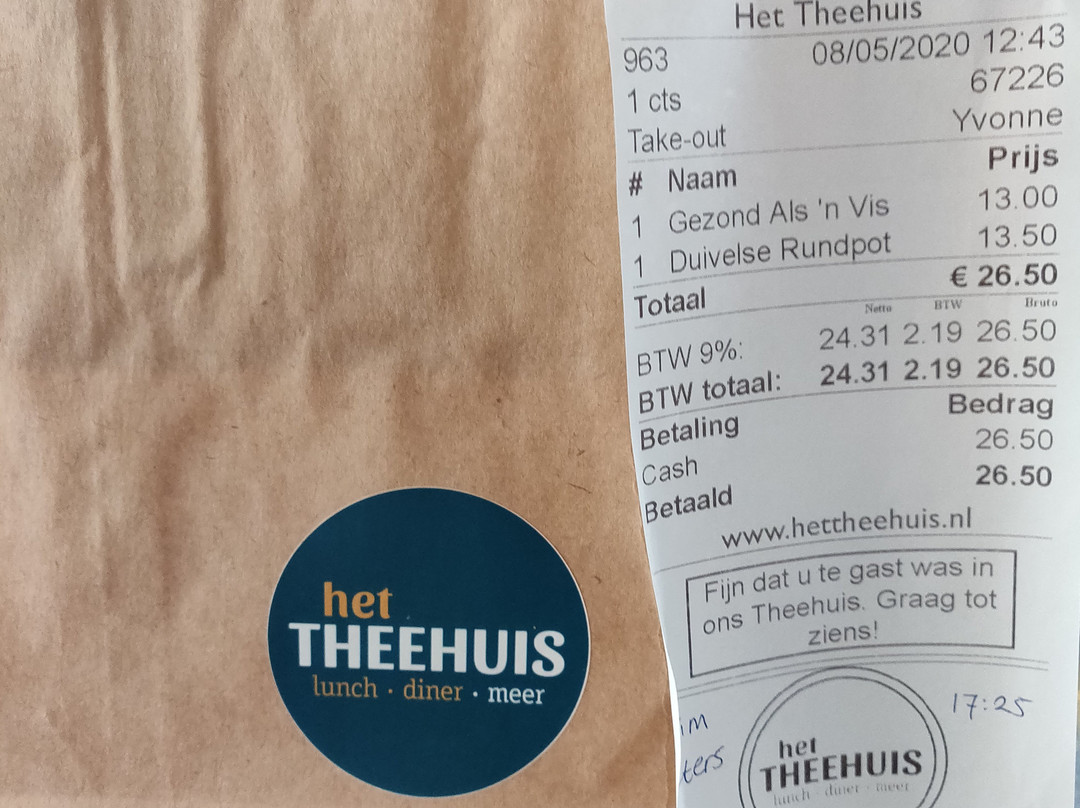 het
THEEHUIS
lunch · diner · meer
Het Theehuis
963 08/05/2020 12:43
1 cts 67226
Take-out Yvonne
# Naam Prijs
1 Gezond Als 'n Vis 13.00
1 Duivelse Rundpot 13.50
Totaal € 26.50
Netto BTW Bruto
BTW 9%: 24.31 2.19 26.50
BTW totaal: 24.31 2.19 26.50
Betaling Bedrag
Cash 26.50
Betaald 26.50
www.hettheehuis.nl
Fijn dat u te gast was in
ons Theehuis. Graag tot
ziens!
17:25
het
THEEHUIS
lunch · diner · meer